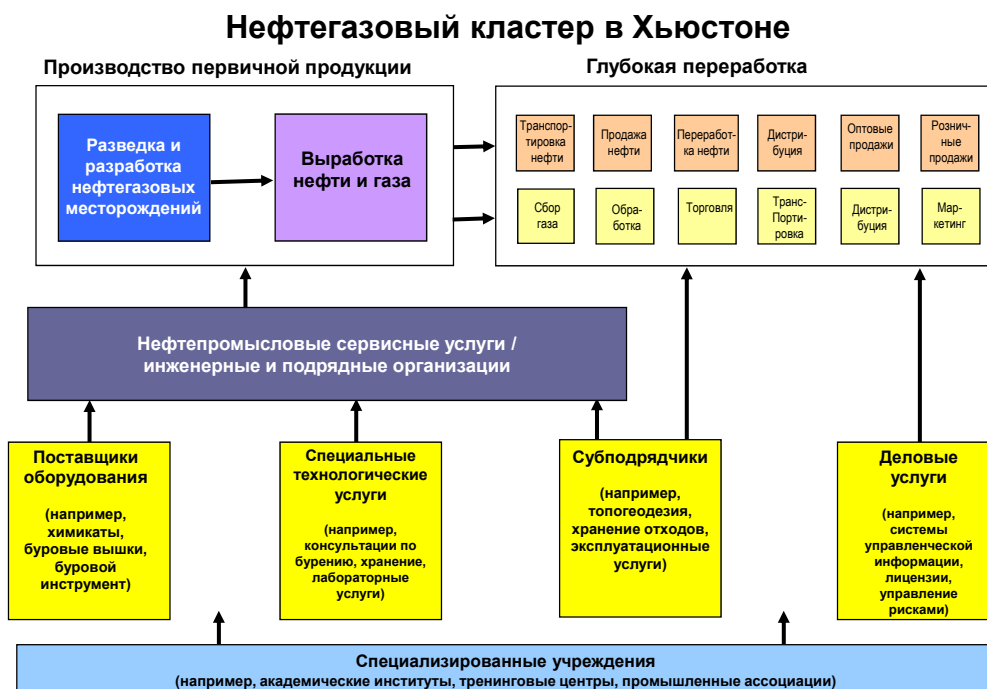 Нефтегазовый кластер в Хьюстоне
Производство первичной продукции
Глубокая переработка
Разведка и
разработка
нефтегазовых
месторождений
Выработка
нефти и газа
Транспор-
тировка
нефти
Продажа
нефти
Переработ-
ка нефти
Дистри-
буция
Оптовые
продажи
Розмич-
ные
продажи
Сбор
газа
Обра-
ботка
Торговля
Транс-
Порти-
ровка
Дистри-
буция
Мар-
кетинг
Нефтепромысловые сервисные услуги /
инженерные и подрядные организации
Поставщики
оборудования
(например,
химикаты,
буровые вышки,
буровой
инструмент)
Специальные
технологические
услуги
(например,
консультации по
бурению, хранение,
лабораторные
услуги)
Субподрядчики
(например,
топогеодезия,
хранение отходов,
эксплуатационные
услуги)
Деловые
услуги
(например,
системы
управленческой
информации,
лицензии,
управление
рисками)
Специализированные учреждения
(например, академические институты, тренинговые центры, промышленные ассоциации)